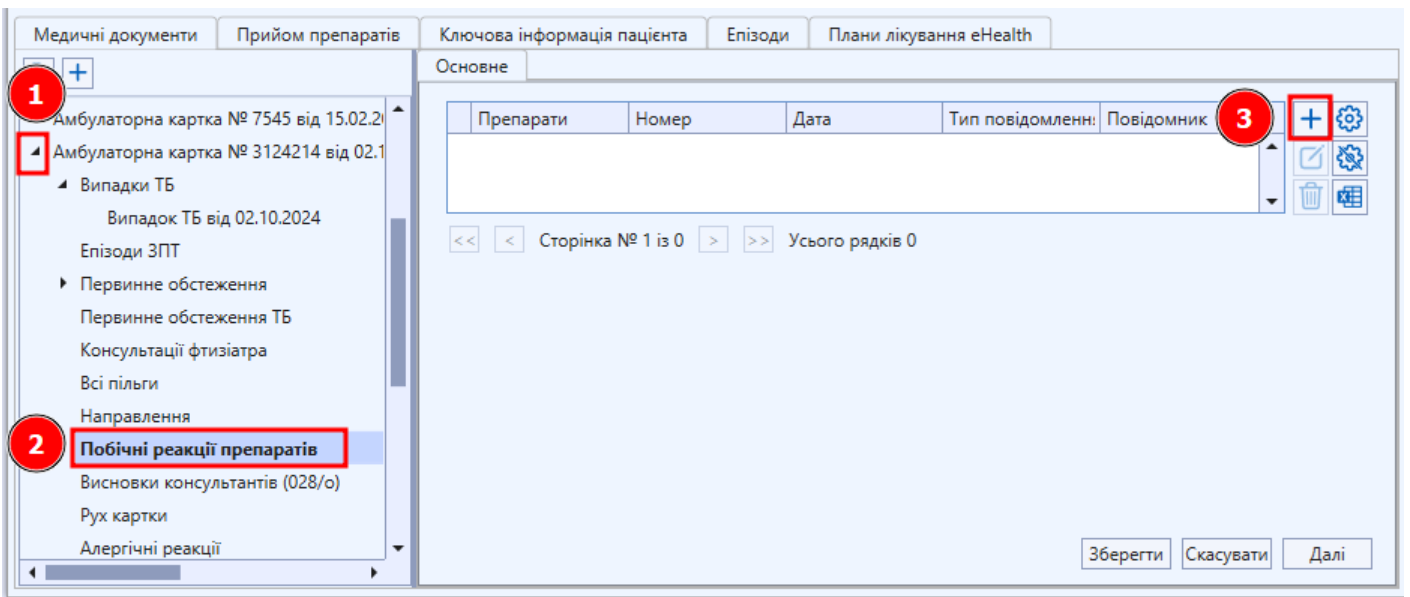 Медичні документи Прийом препаратів Ключова інформація пацієнта Епізоди Плани лікування eHealth
Основне
1
Амбулаторна картка № 7545 від 15.02.2
Амбулаторна картка № 3124214 від 02.1
Випадки ТБ
Випадок ТБ від 02.10.2024
Епізоди ЗПТ
Первинне обстеження
Первинне обстеження ТБ
Консультації фтизіатра
Всі пільги
Направлення
2
Побічні реакції препаратів
Висновки консультантів (028/о)
Рух картки
Алергічні реакції
Препарати Номер Дата Тип повідомленн Повідомник
3
<< < Сторінка № 1 із 0 > >> Усього рядків 0
Зберегти Скасувати Далі